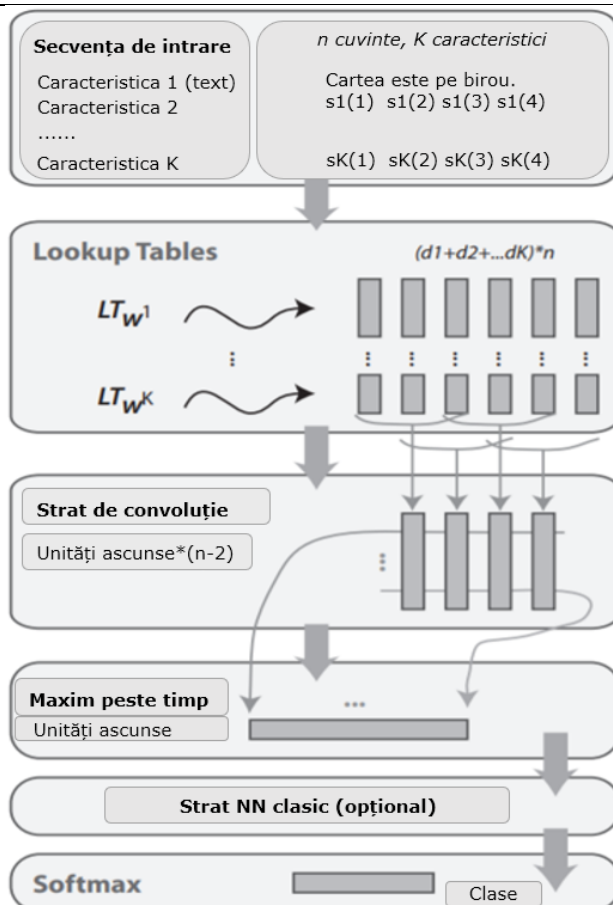 Secvența de intrare
Caracteristica 1 (text)
Caracteristica 2
......
Caracteristica K
n cuvinte, K caracteristici
Cartea este pe birou.
s1(1) s1(2) s1(3) s1(4)
sK(1) sK(2) sK(3) sK(4)
Lookup Tables
(d1+d2+...dK)*n
LTw1
LTwK
Strat de convoluție
Unități ascunse*(n-2)
Maxim peste timp
Unități ascunse
Strat NN clasic (opțional)
Softmax
Clase